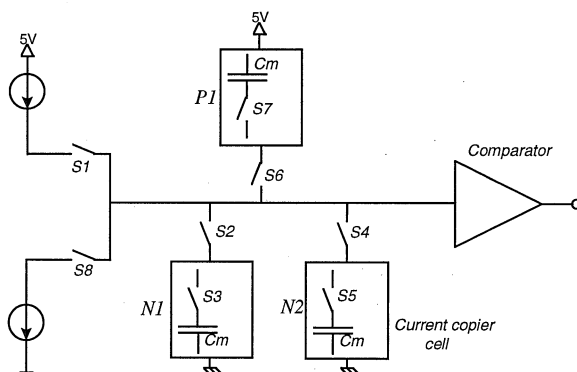 5V
5V
Cm
P1
S7
S1
S6
Comparator
S2
S4
S8
N1
S3
Cm
N2
S5
Cm
Current copier
cell